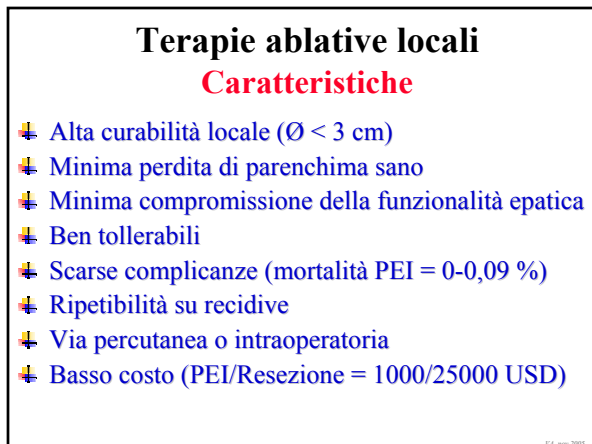 Terapie ablative locali
Caratteristiche
Alta curabilità locale (Ø < 3 cm)
Minima perdita di parenchima sano
Minima compromissione della funzionalità epatica
Ben tollerabili
Scarse complicanze (mortalità PEI = 0-0,09 %)
Ripetibilità su recidive
Via percutanea o intraoperatoria
Basso costo (PEI/Resezione = 1000/25000 USD)